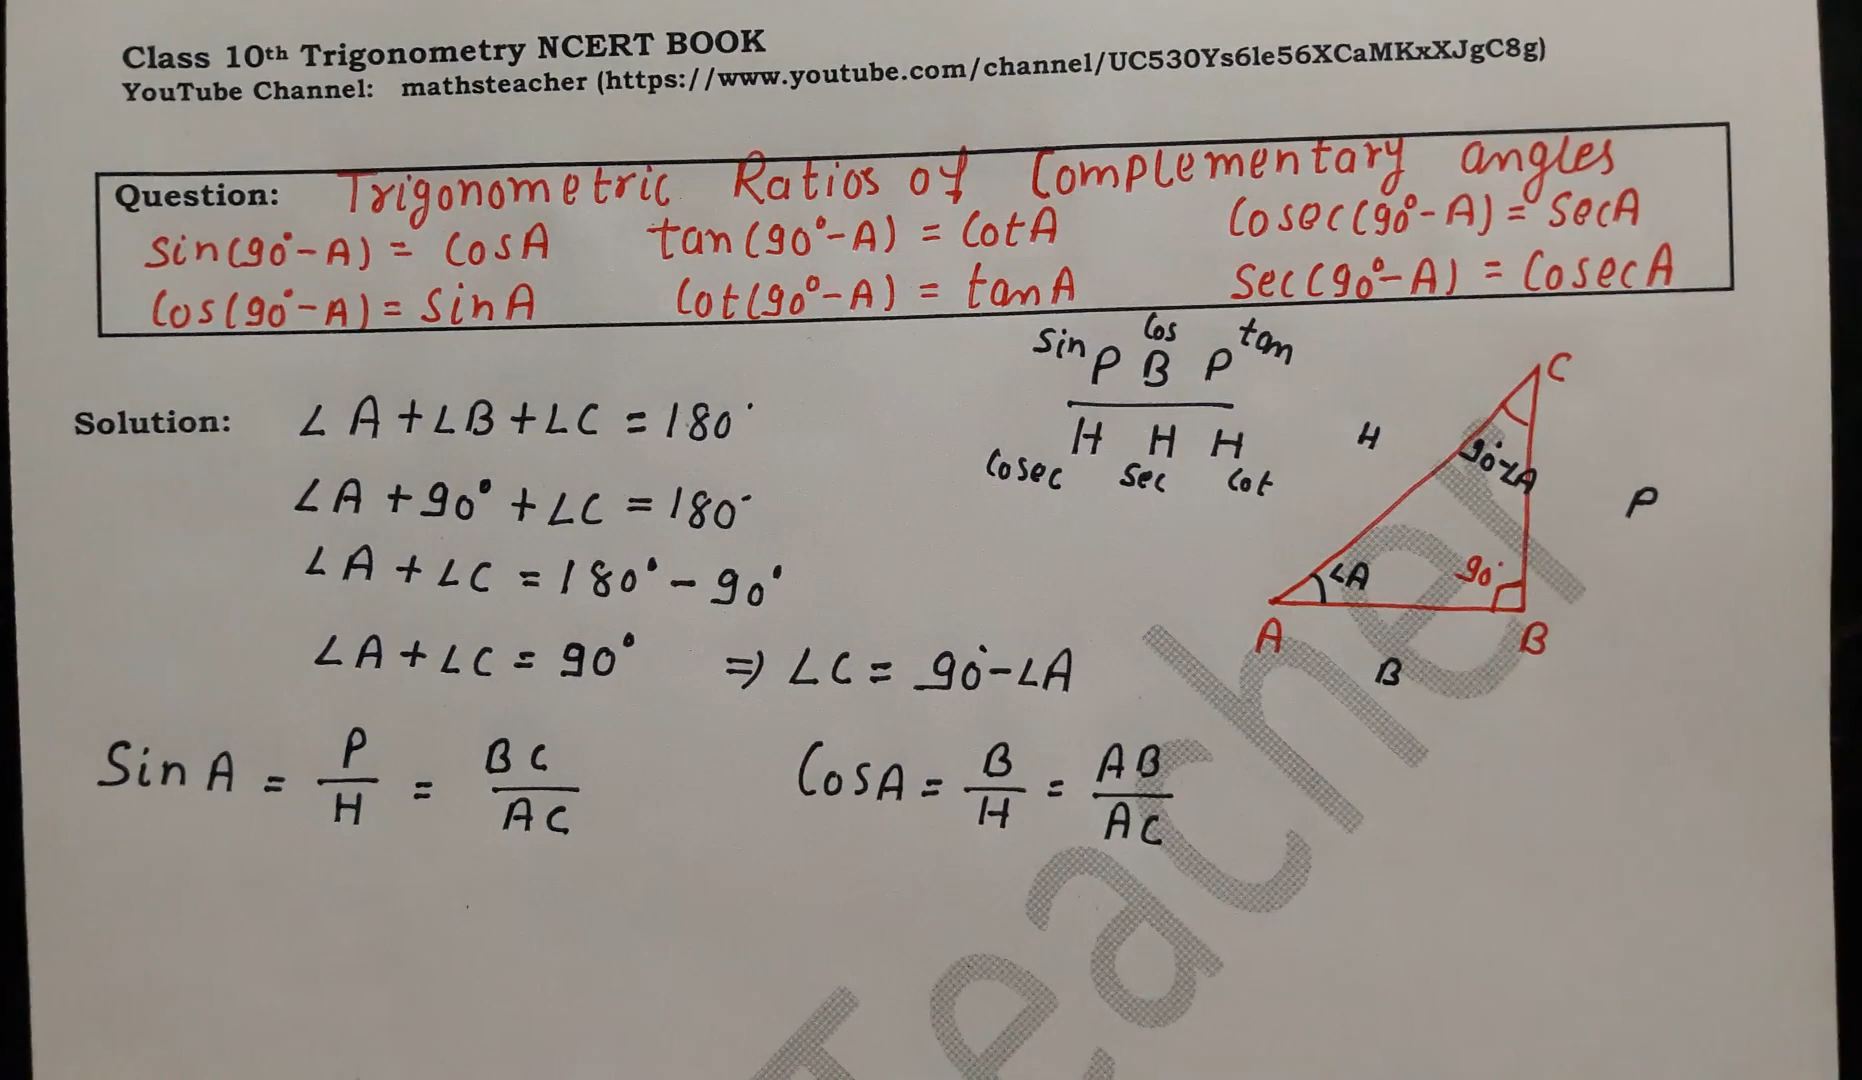 Class 10th Trigonometry NCERT BOOK
YouTube Channel: mathsteacher (https://www.youtube.com/channel/UC530Ys6le56XCaMKxXJgC8g)
Question: Trigonometric Ratios of Complementary angles
sin(90°-A) = CosA tan(90°-A) = CotA Cosec(90°-A) = SecA
Cos(90°-A) = SinA Cot(90°-A) = tanA Sec(90°-A) = CosecA
sin Cos tan
P B P
H H H
Cosec Sec Cot
Solution: ∠A+∠B+∠C = 180°
∠A+90°+∠C = 180°
∠A+∠C = 180°-90°
∠A+∠C = 90° ⇒ ∠C = 90°-∠A
C
H
90°-∠A
P
∠A 90°
A B
B
SinA = P/H = BC/AC CosA = B/H = AB/AC
Teacher